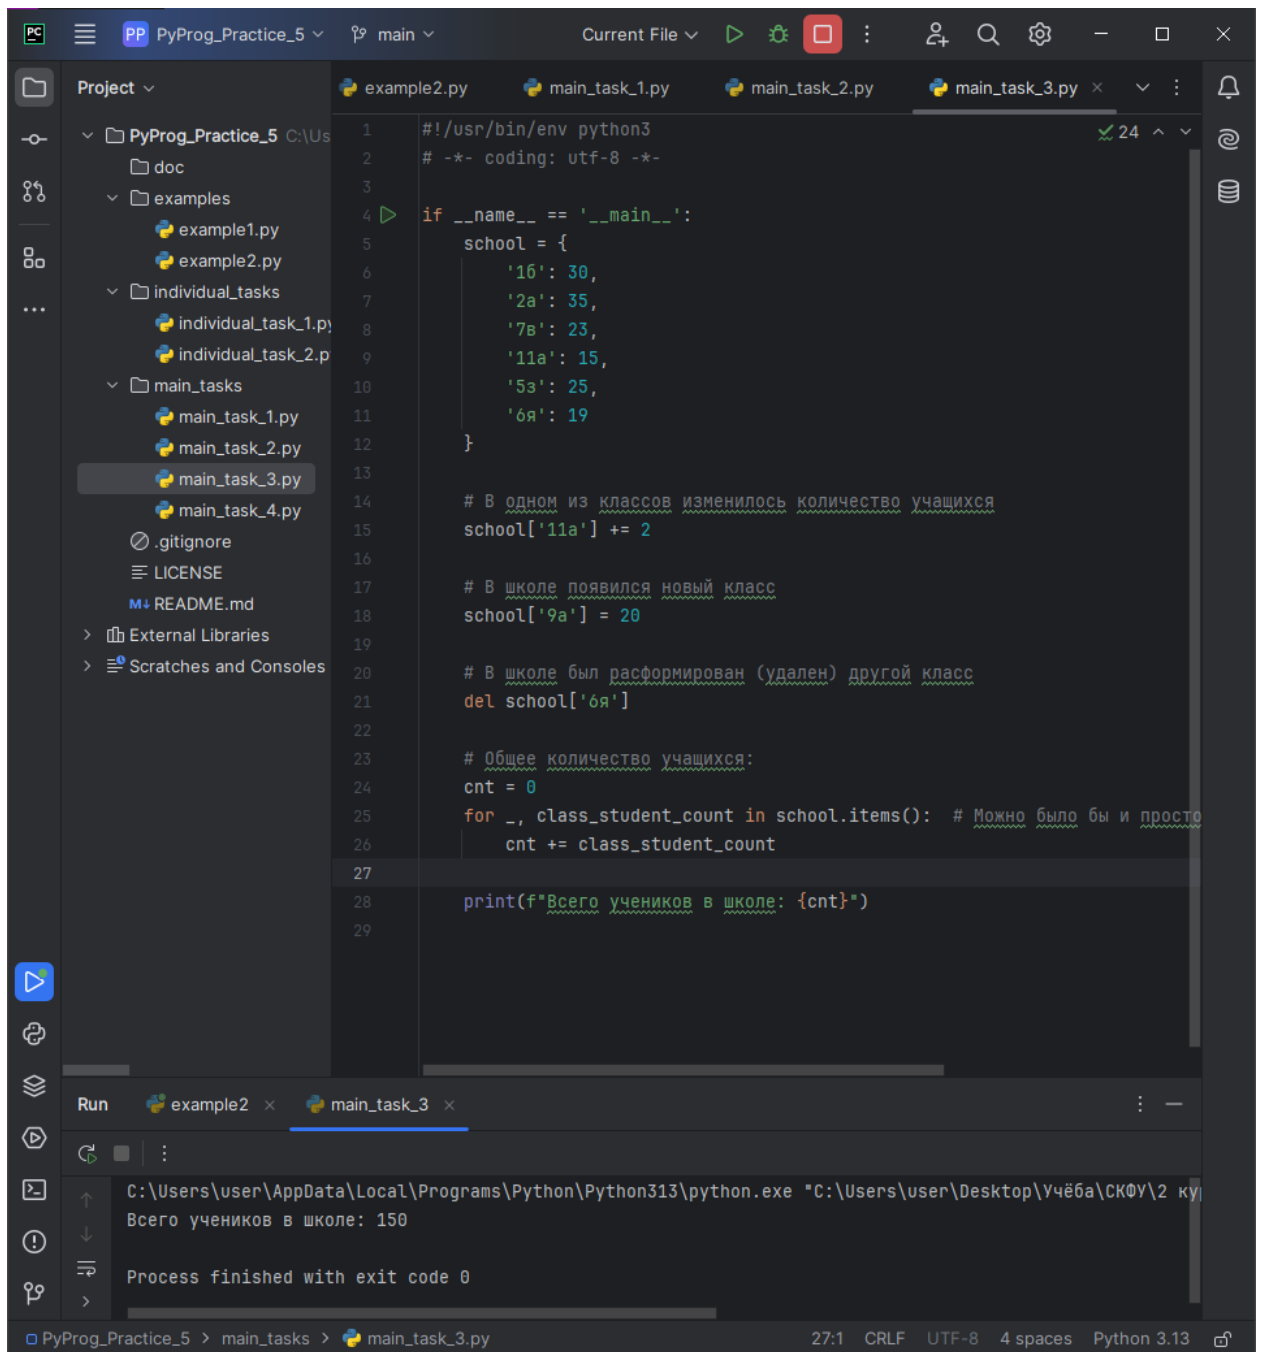 PC
PP PyProg_Practice_5 main Current File
Project example2.py main_task_1.py main_task_2.py main_task_3.py
PyProg_Practice_5 C:\Us
doc
examples
example1.py
example2.py
individual_tasks
individual_task_1.py
individual_task_2.p
main_tasks
main_task_1.py
main_task_2.py
main_task_3.py
main_task_4.py
.gitignore
LICENSE
M↓ README.md
External Libraries
Scratches and Consoles
24
1 #!/usr/bin/env python3
2 # -*- coding: utf-8 -*-
3
4 if __name__ == '__main__':
5 school = {
6 '1б': 30,
7 '2а': 35,
8 '7в': 23,
9 '11а': 15,
10 '5з': 25,
11 '6я': 19
12 }
13
14 # В одном из классов изменилось количество учащихся
15 school['11а'] += 2
16
17 # В школе появился новый класс
18 school['9а'] = 20
19
20 # В школе был расформирован (удален) другой класс
21 del school['6я']
22
23 # Общее количество учащихся:
24 cnt = 0
25 for _, class_student_count in school.items(): # Можно было бы и просто
26 cnt += class_student_count
27
28 print(f"Всего учеников в школе: {cnt}")
29
Run example2 main_task_3
C:\Users\user\AppData\Local\Programs\Python\Python313\python.exe "C:\Users\user\Desktop\Учёба\СКФУ\2 ку
Всего учеников в школе: 150
Process finished with exit code 0
PyProg_Practice_5 > main_tasks > main_task_3.py 27:1 CRLF UTF-8 4 spaces Python 3.13